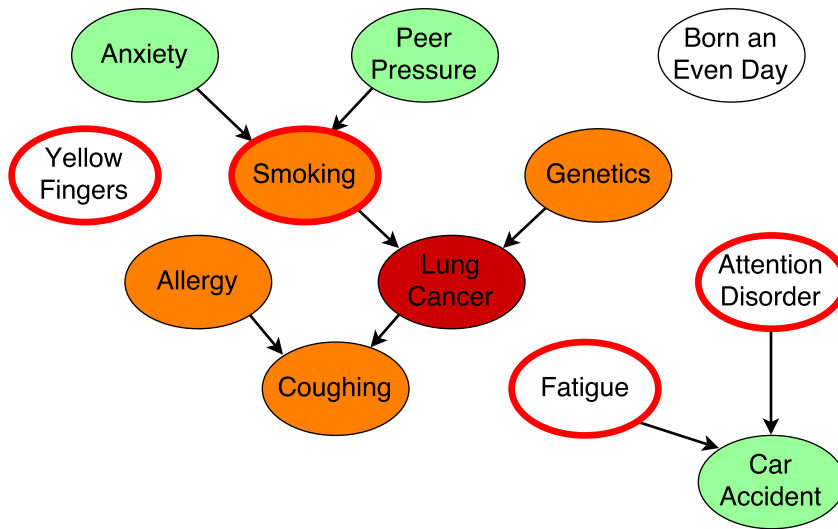 Anxiety
Peer
Pressure
Born an
Even Day
Yellow
Fingers
Smoking
Genetics
Allergy
Lung
Cancer
Attention
Disorder
Coughing
Fatigue
Car
Accident